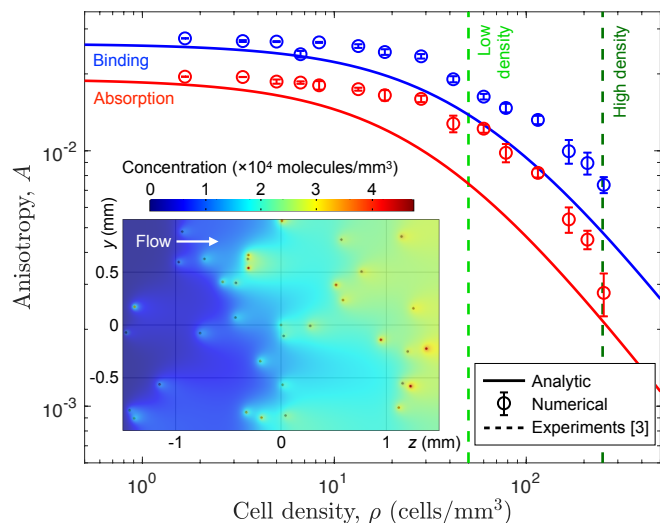 Anisotropy, A
10⁻²
10⁻³
Binding
Absorption
Low density
High density
Concentration (×10⁴ molecules/mm³)
0 1 2 3 4
y (mm)
Flow
0.5
0
-0.5
-1 0 1 z (mm)
Analytic
Numerical
Experiments [3]
10⁰ 10¹ 10² 
Cell density, ρ (cells/mm³)